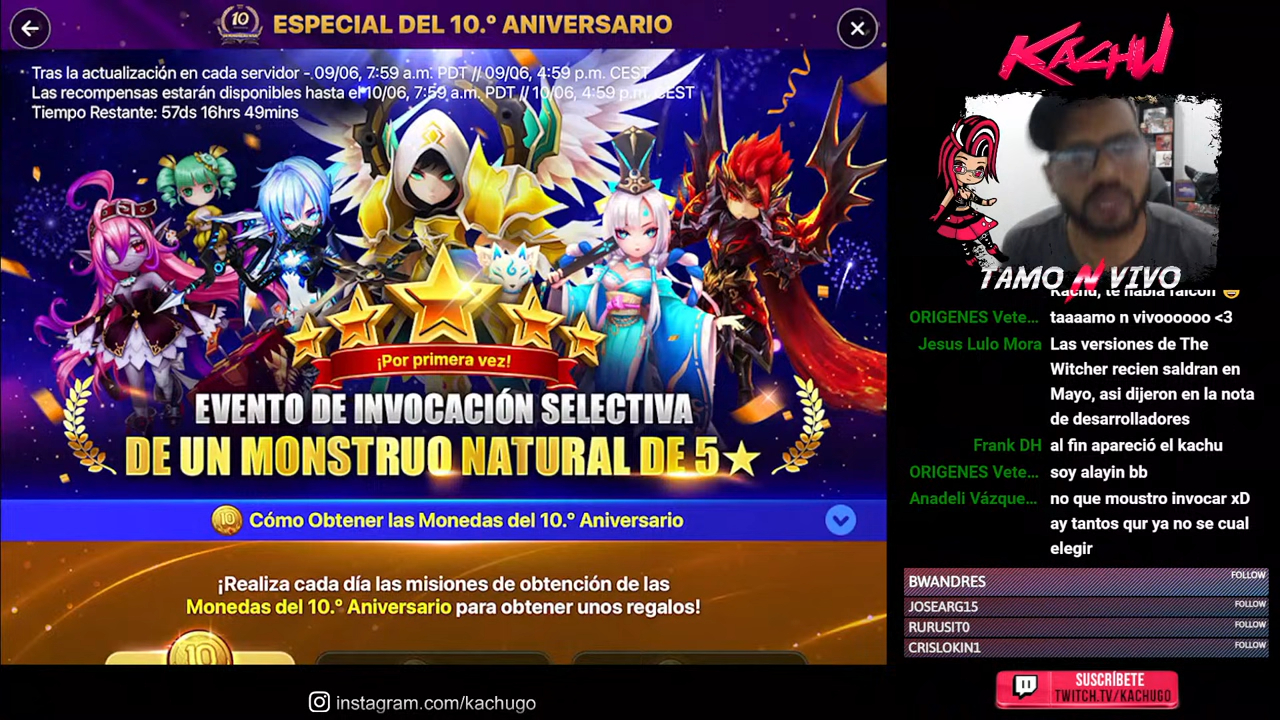 10
ESPECIAL DEL 10.º ANIVERSARIO
Tras la actualización en cada servidor - 09/06, 7:59 a.m. PDT // 09/06, 4:59 p.m. CEST
Las recompensas estarán disponibles hasta el 10/06, 7:59 a.m. PDT // 10/06, 4:59 p.m. CEST
Tiempo Restante: 57ds 16hrs 49mins
¡Por primera vez!
EVENTO DE INVOCACIÓN SELECTIVA
DE UN MONSTRUO NATURAL DE 5★
10
Cómo Obtener las Monedas del 10.º Aniversario
¡Realiza cada día las misiones de obtención de las
Monedas del 10.º Aniversario para obtener unos regalos!
10
instagram.com/kachugo
KACHU
TAMO N VIVO
Kachu, te habla falcon 😄
ORIGENES Vete... taaaamo n vivoooooo <3
Jesus Lulo Mora Las versiones de The
Witcher recien saldran en
Mayo, asi dijeron en la nota
de desarrolladores
Frank DH al fin apareció el kachu
ORIGENES Vete... soy alayin bb
Anadeli Vázque... no que moustro invocar xD
ay tantos qur ya no se cual
elegir
BWANDRES FOLLOW
JOSEARG15 FOLLOW
RURUSIT0 FOLLOW
CRISLOKIN1 FOLLOW
SUSCRÍBETE
TWITCH.TV/KACHUGO